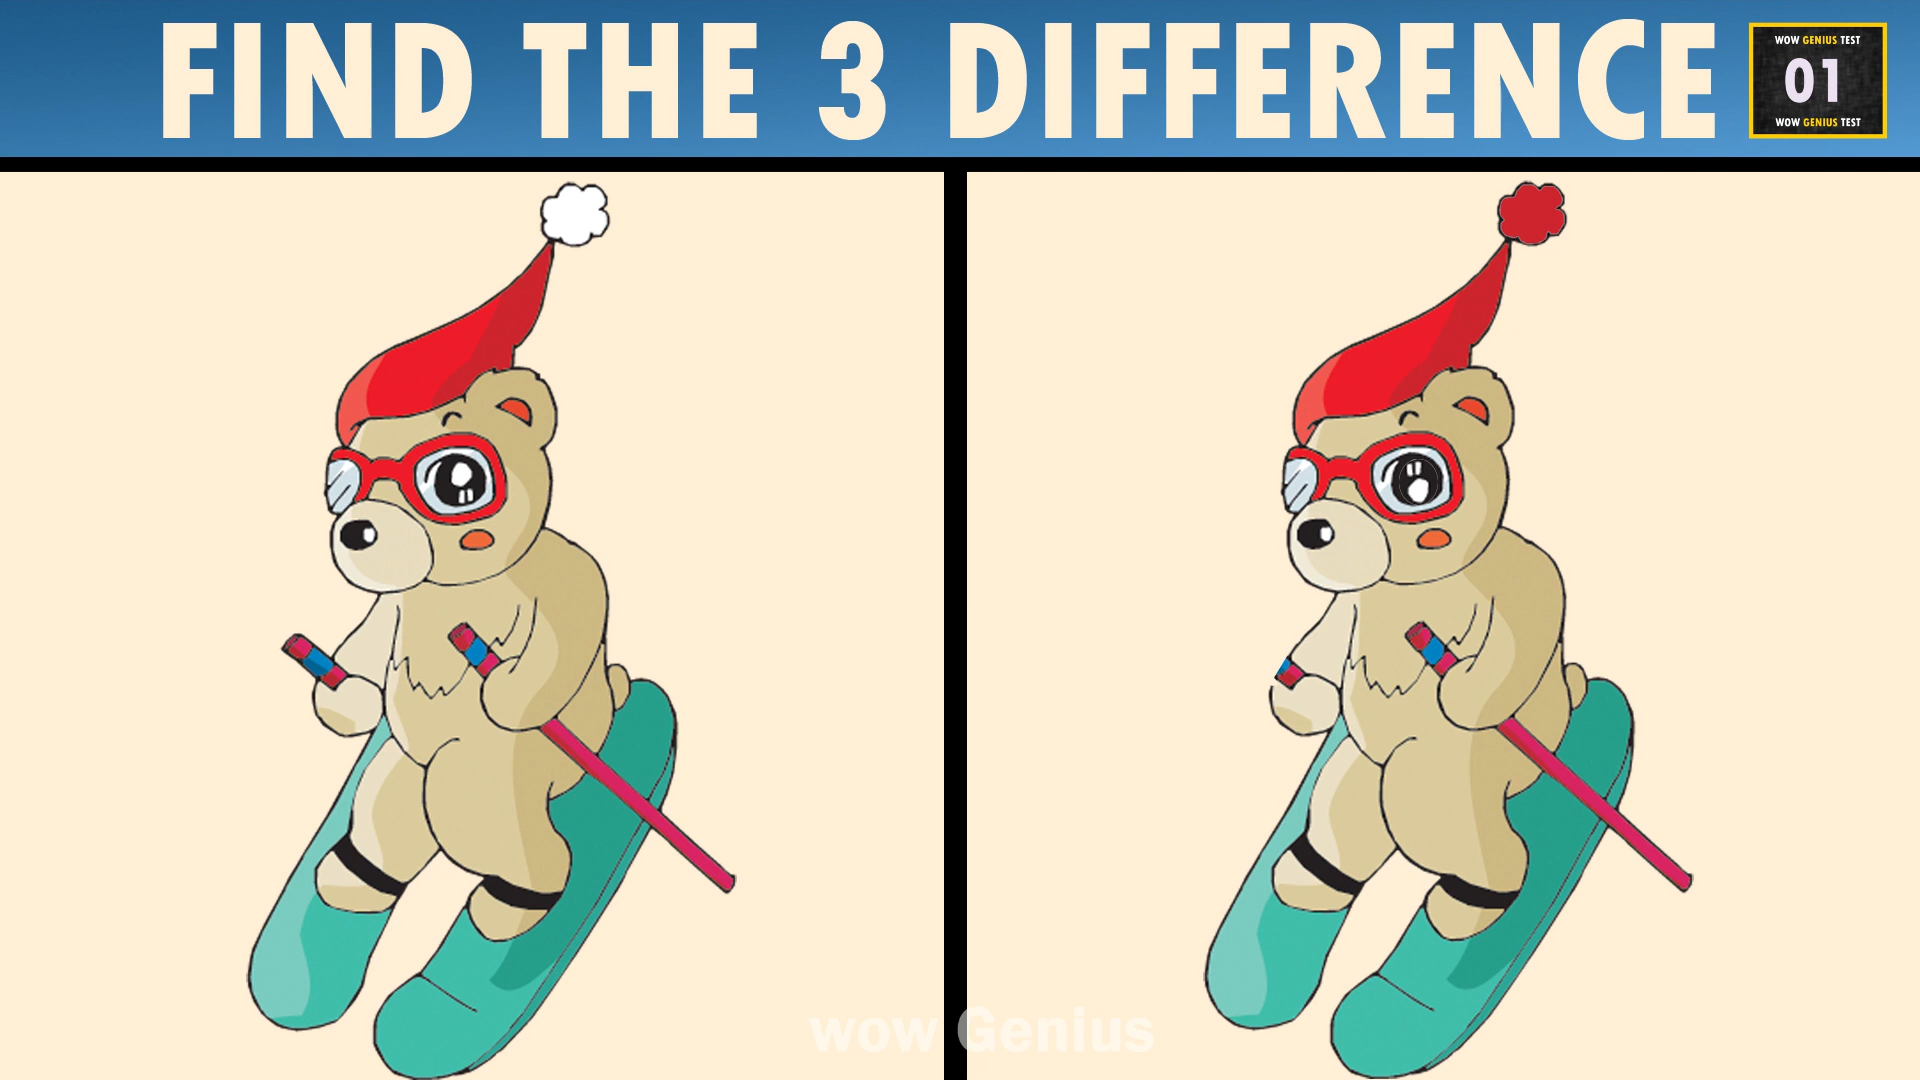 FIND THE 3 DIFFERENCE
WOW GENIUS TEST
01
WOW GENIUS TEST
wow Genius